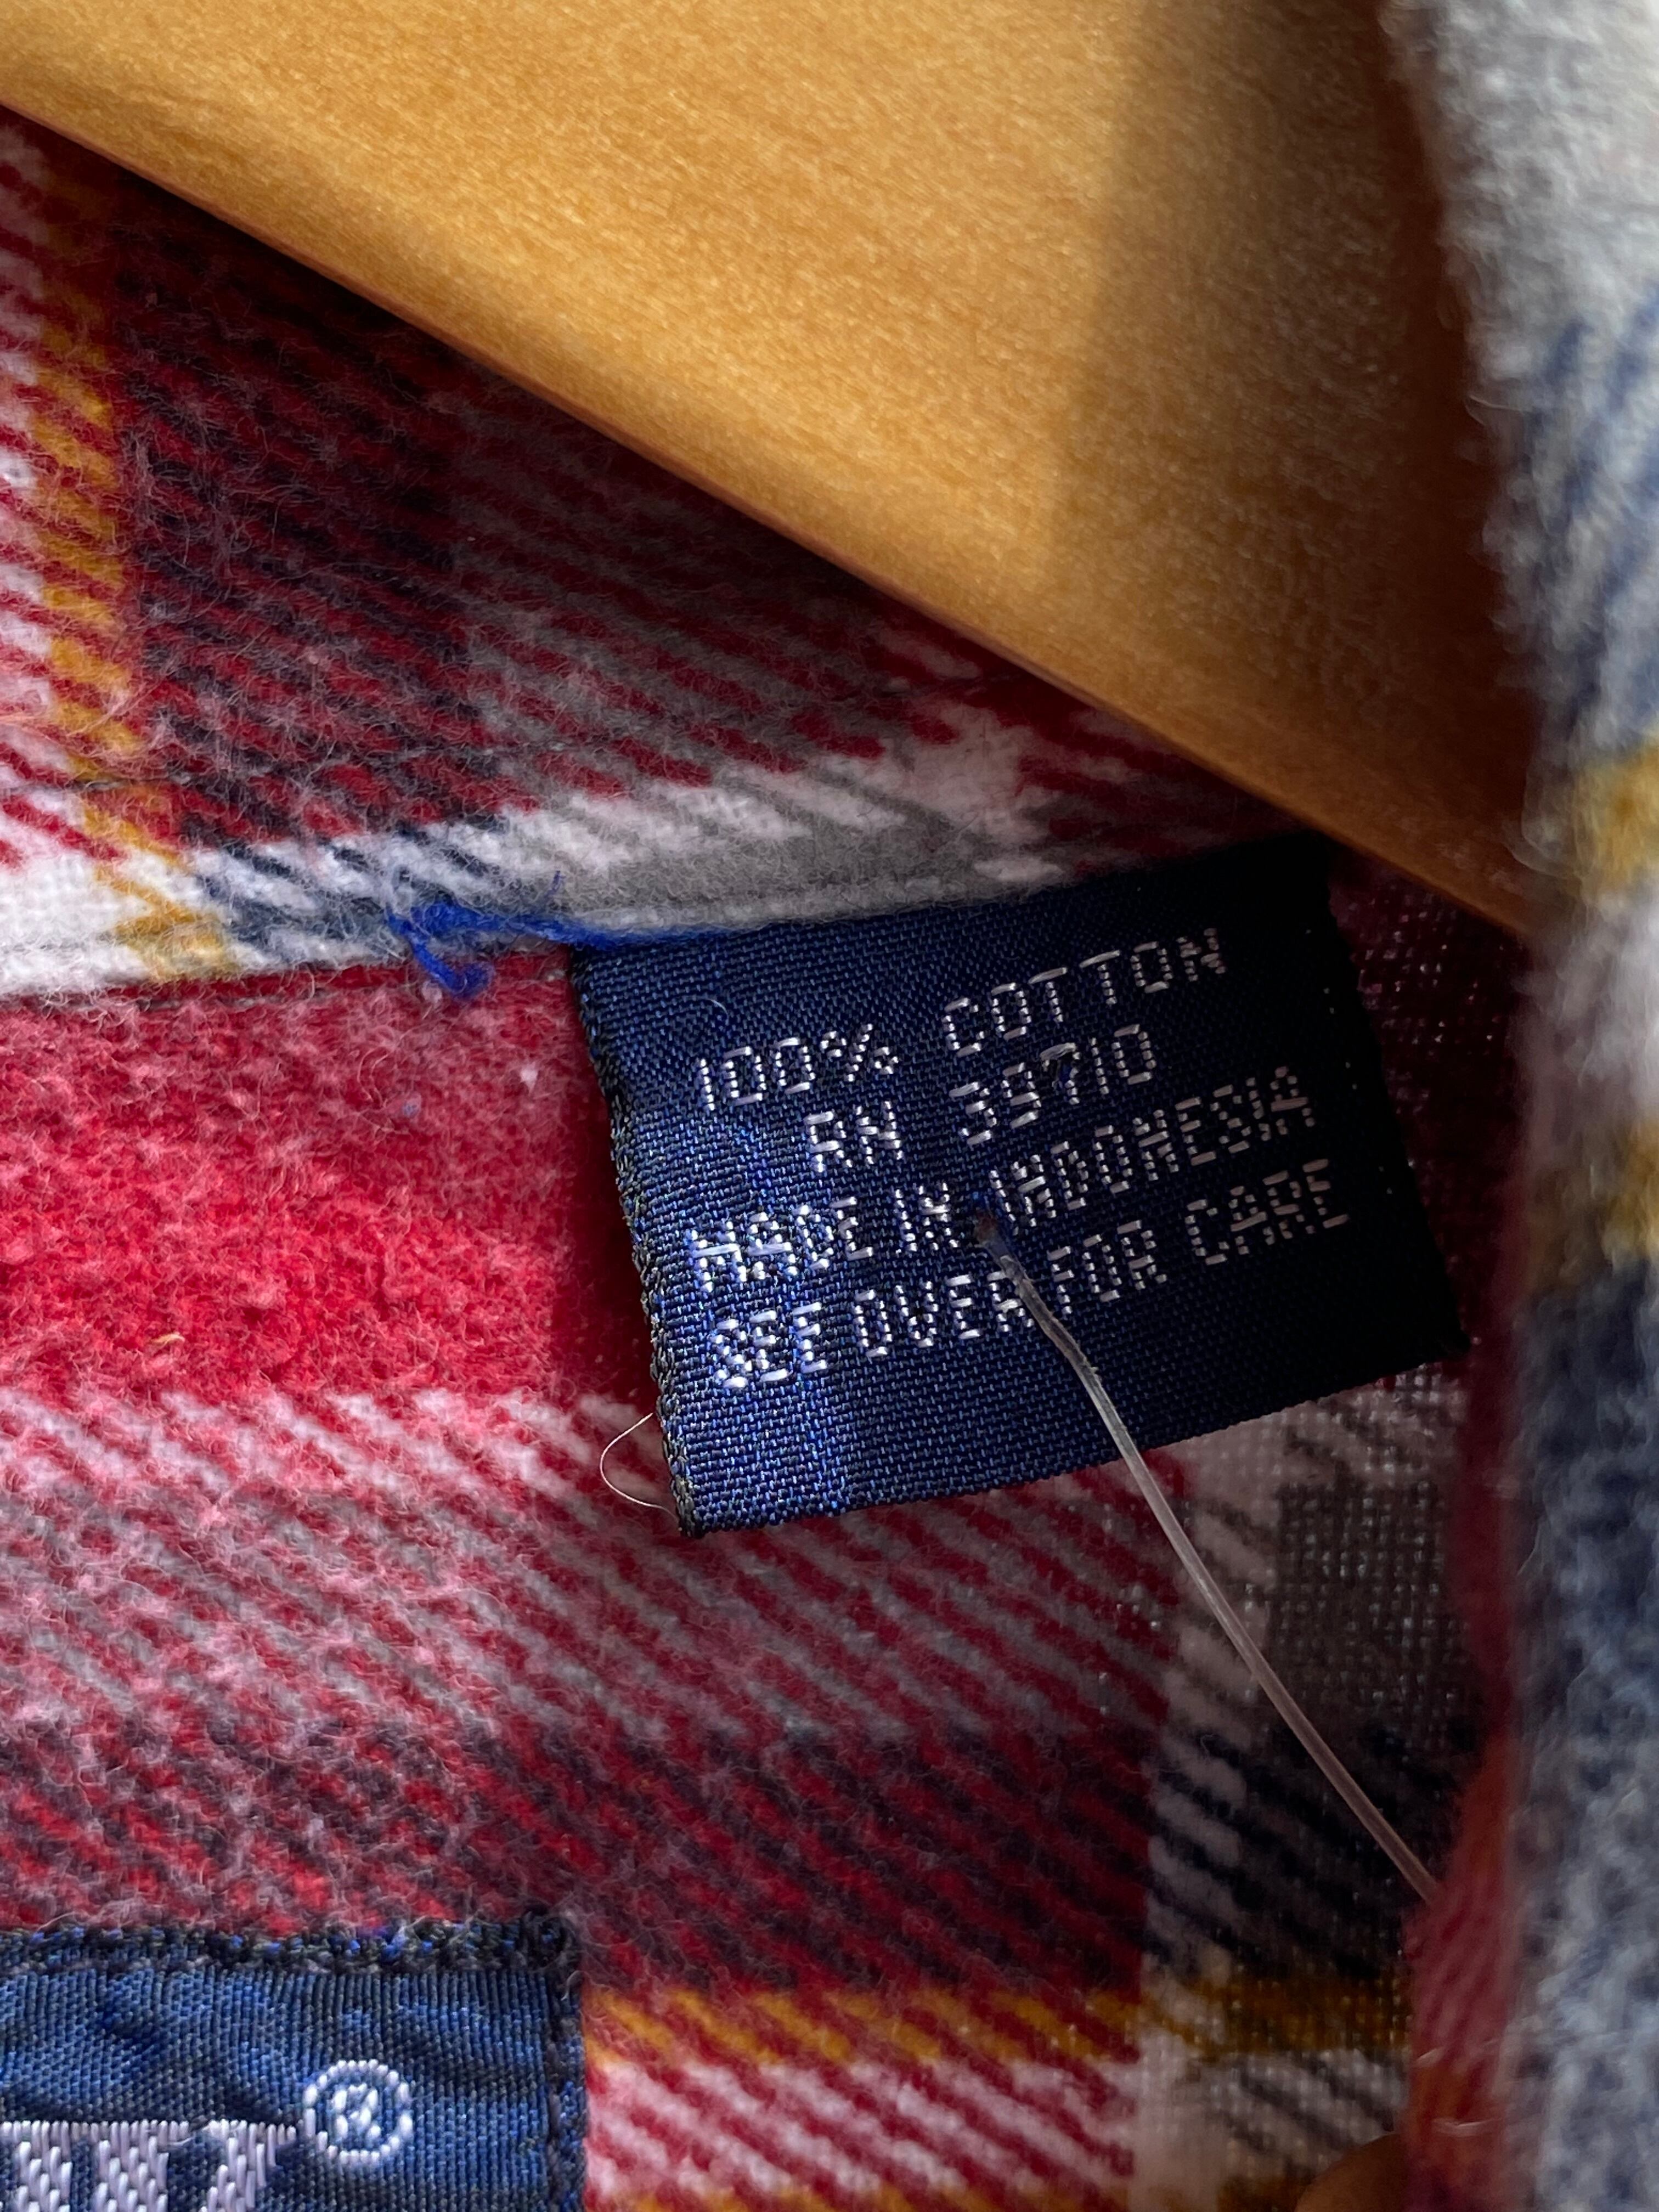 100% COTTON
RN 39710
MADE IN INDONESIA
SEE OVER FOR CARE
®